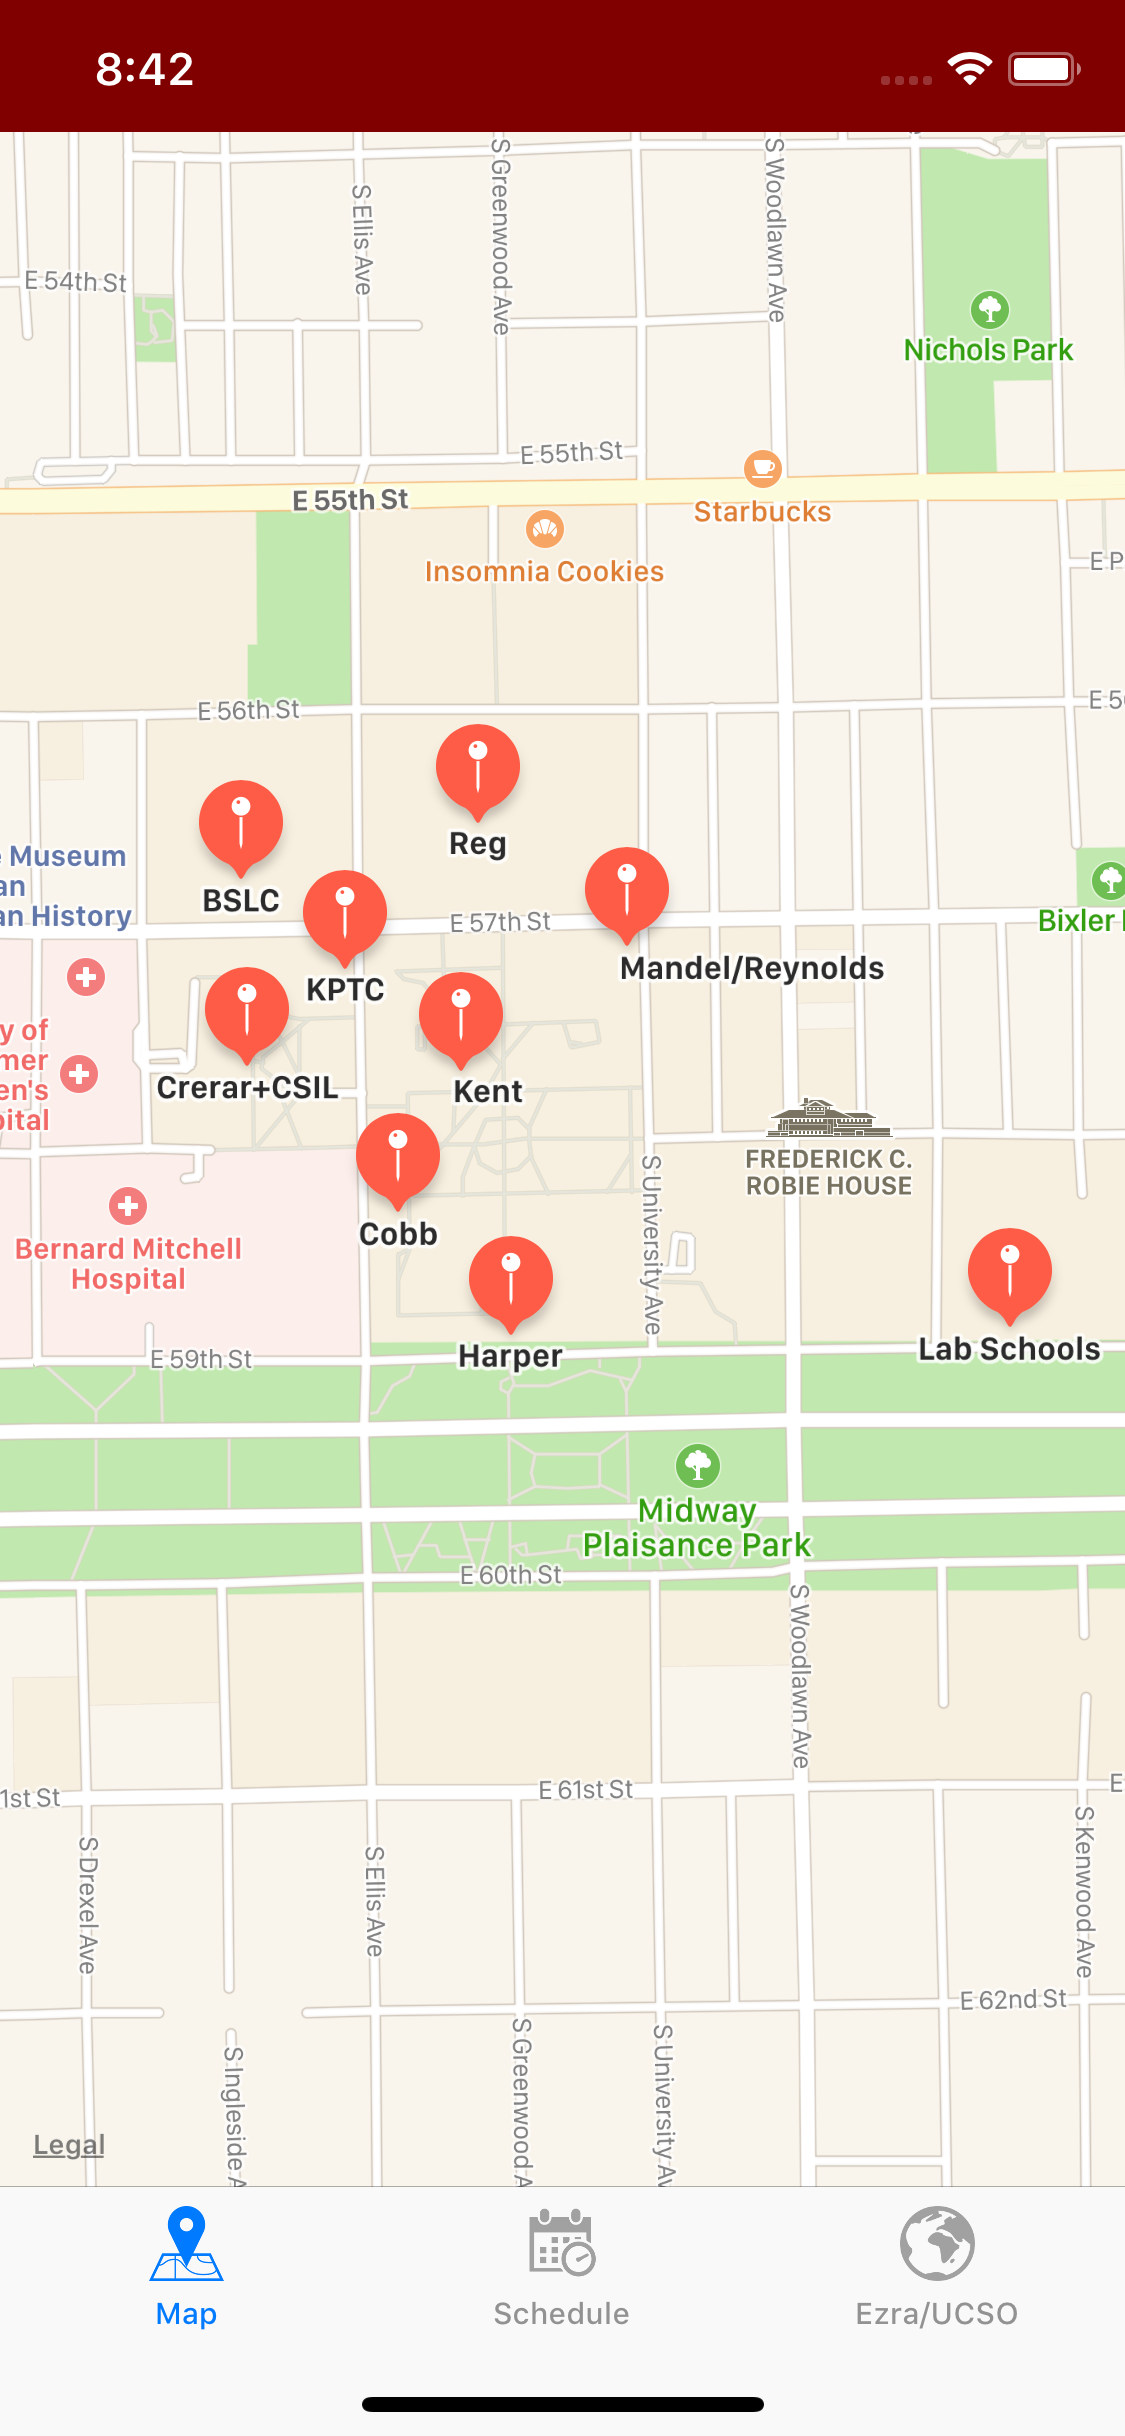 8:42
S Ellis Ave
S Greenwood Ave
S Woodlawn Ave
E 54th St
Nichols Park
E 55th St
E 55th St
Starbucks
Insomnia Cookies
E P
E 56th St
E 5
Reg
BSLC
Museum
an
an History
E 57th St
Bixler
KPTC
Mandel/Reynolds
y of
mer
en's
pital
Crerar+CSIL
Kent
FREDERICK C.
ROBIE HOUSE
S University Ave
Cobb
Bernard Mitchell
Hospital
Harper
Lab Schools
E 59th St
Midway
Plaisance Park
E 60th St
S Woodlawn Ave
1st St
E 61st St
E
S Drexel Ave
S Ellis Ave
S Kenwood Ave
E 62nd St
S Ingleside A
S Greenwood A
S University Av
Legal
Map
Schedule
Ezra/UCSO